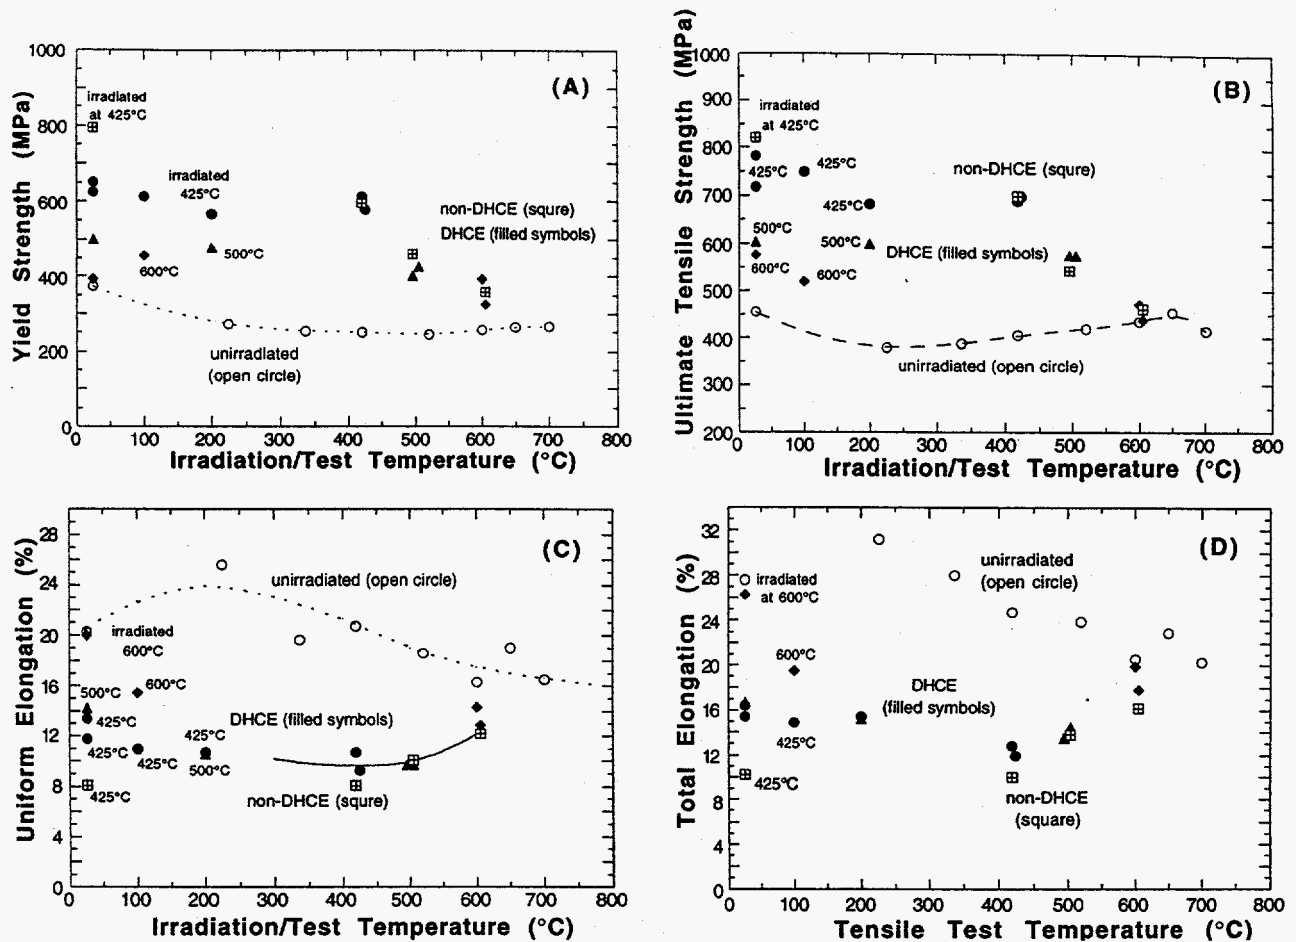 1000
800
600
400
200
0
Yield Strength (MPa)
(A)
irradiated
at 425°C
irradiated
425°C
non-DHCE (squre)
DHCE (filled symbols)
500°C
600°C
unirradiated
(open circle)
0 100 200 300 400 500 600 700 800
Irradiation/Test Temperature (°C)
1000
900
800
700
600
500
400
300
200
Ultimate Tensile Strength (MPa)
(B)
irradiated
at 425°C
425°C
425°C
non-DHCE (squre)
425°C
500°C
500°C
DHCE (filled symbols)
600°C
600°C
unirradiated (open circle)
0 100 200 300 400 500 600 700 800
Irradiation/Test Temperature (°C)
28
24
20
16
12
8
4
0
Uniform Elongation (%)
(C)
unirradiated (open circle)
irradiated
600°C
500°C
600°C
425°C
DHCE (filled symbols)
425°C
425°C
425°C
500°C
425°C
non-DHCE (squre)
0 100 200 300 400 500 600 700 800
Irradiation/Test Temperature (°C)
32
28
24
20
16
12
8
4
0
Total Elongation (%)
(D)
unirradiated
(open circle)
irradiated
at 600°C
600°C
DHCE
(filled symbols)
425°C
425°C
non-DHCE
(square)
0 100 200 300 400 500 600 700 800
Tensile Test Temperature (°C)